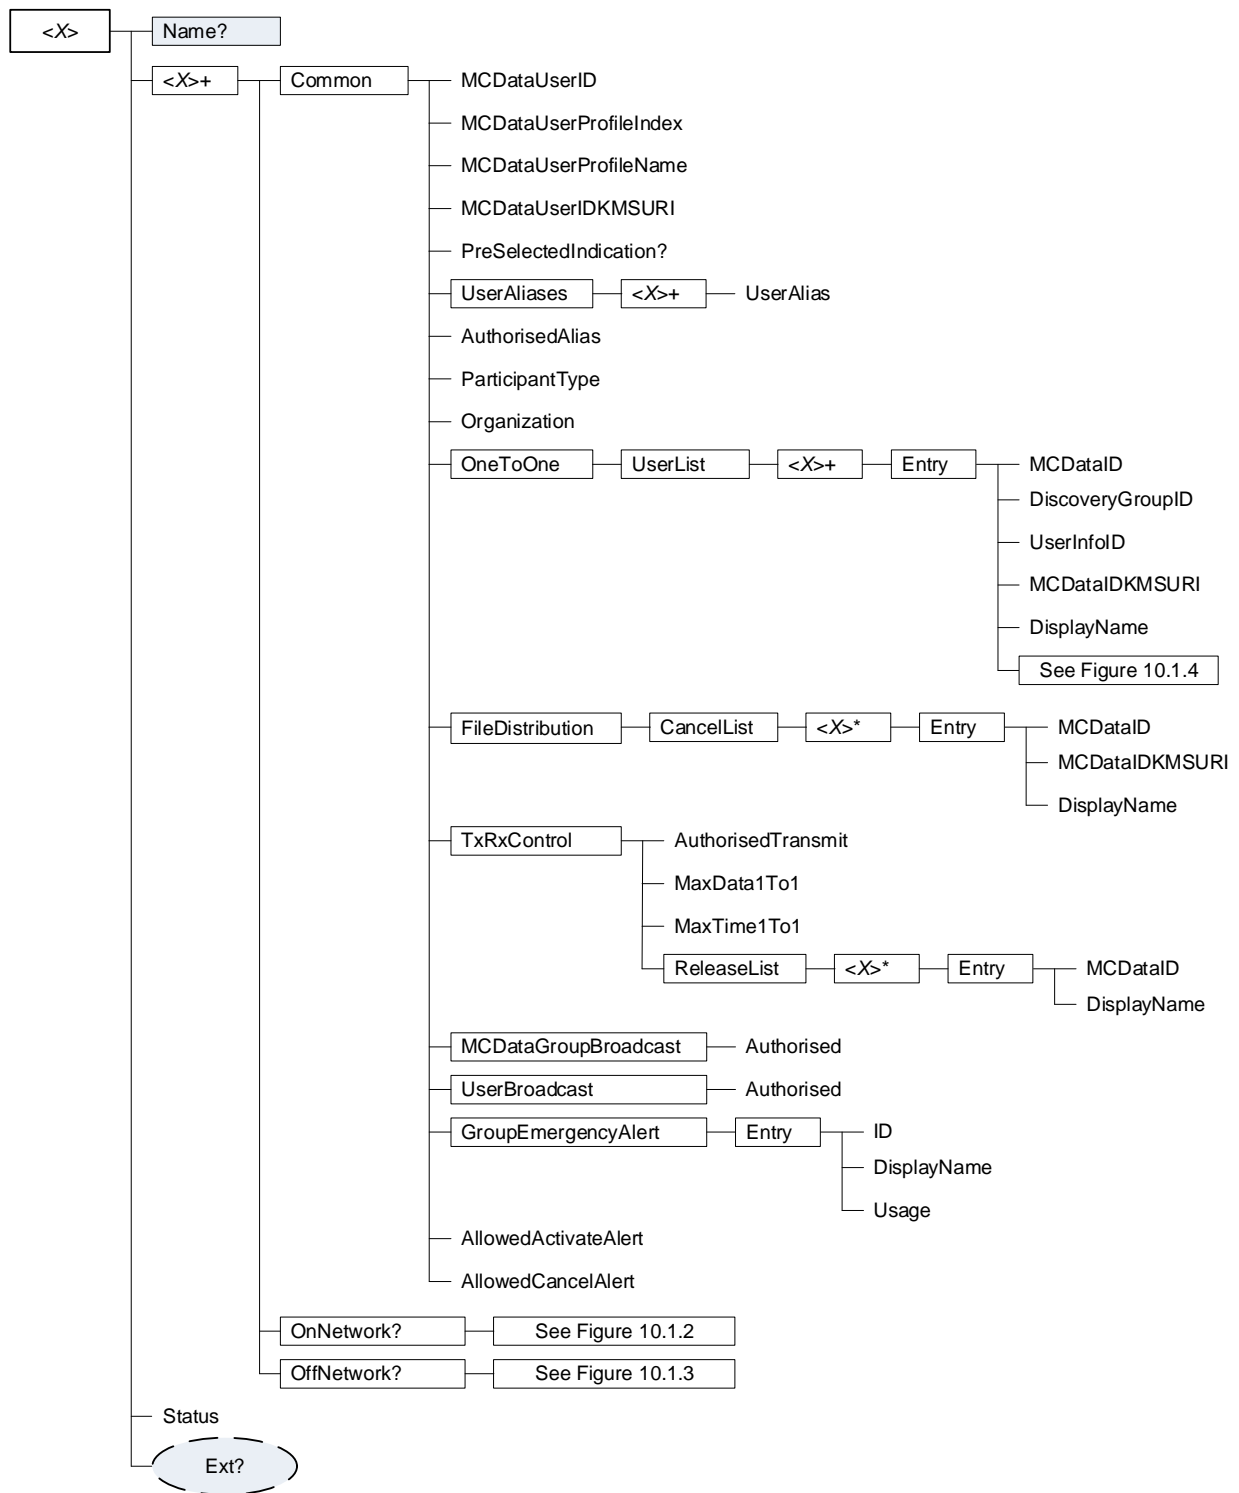 <X>
Name?
<X>+
Common
MCDataUserID
MCDataUserProfileIndex
MCDataUserProfileName
MCDataUserIDKMSURI
PreSelectedIndication?
UserAliases
<X>+
UserAlias
AuthorisedAlias
ParticipantType
Organization
OneToOne
UserList
<X>+
Entry
MCDataID
DiscoveryGroupID
UserInfoID
MCDataIDKMSURI
DisplayName
See Figure 10.1.4
FileDistribution
CancelList
<X>*
Entry
MCDataID
MCDataIDKMSURI
DisplayName
TxRxControl
AuthorisedTransmit
MaxData1To1
MaxTime1To1
ReleaseList
<X>*
Entry
MCDataID
DisplayName
MCDataGroupBroadcast
Authorised
UserBroadcast
Authorised
GroupEmergencyAlert
Entry
ID
DisplayName
Usage
AllowedActivateAlert
AllowedCancelAlert
OnNetwork?
See Figure 10.1.2
OffNetwork?
See Figure 10.1.3
Status
Ext?